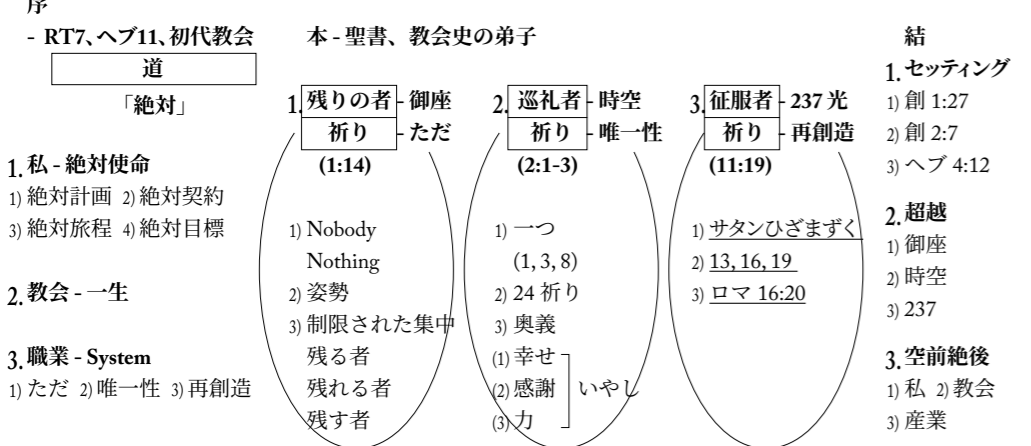 序
- RT7、ヘブ11、初代教会
道
「絶対」
1. 私 - 絶対使命
1) 絶対計画 2) 絶対契約
3) 絶対旅程 4) 絶対目標
2. 教会 - 一生
3. 職業 - System
1) ただ 2) 唯一性 3) 再創造
本 - 聖書、教会史の弟子
1. 残りの者 - 御座
祈り - ただ
(1:14)
1) Nobody
Nothing
2) 姿勢
3) 制限された集中
残る者
残れる者
残す者
2. 巡礼者 - 時空
祈り - 唯一性
(2:1-3)
1) 一つ
(1, 3, 8)
2) 24 祈り
3) 奥義
(1) 幸せ
(2) 感謝 いやし
(3) 力
3. 征服者 - 237 光
祈り - 再創造
(11:19)
1) サタンひざまずく
2) 13, 16, 19
3) ロマ 16:20
結
1. セッティング
1) 創 1:27
2) 創 2:7
3) ヘブ 4:12
2. 超越
1) 御座
2) 時空
3) 237
3. 空前絶後
1) 私 2) 教会
3) 産業